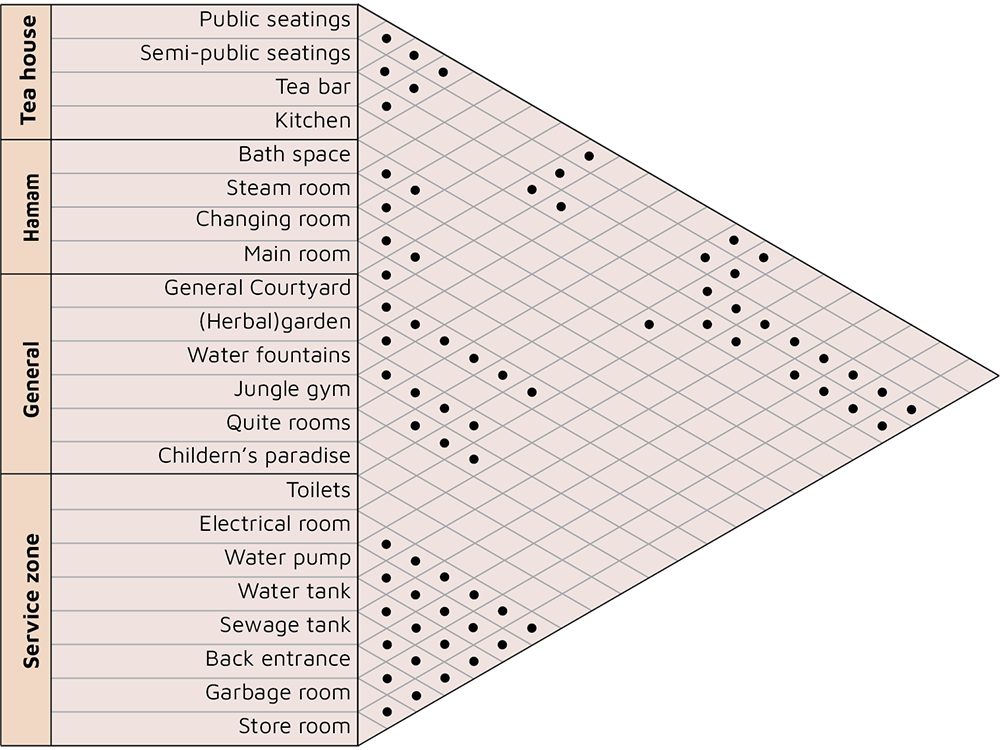 Tea house
Public seatings
Semi-public seatings
Tea bar
Kitchen
Hamam
Bath space
Steam room
Changing room
Main room
General
General Courtyard
(Herbal)garden
Water fountains
Jungle gym
Quite rooms
Childern's paradise
Service zone
Toilets
Electrical room
Water pump
Water tank
Sewage tank
Back entrance
Garbage room
Store room